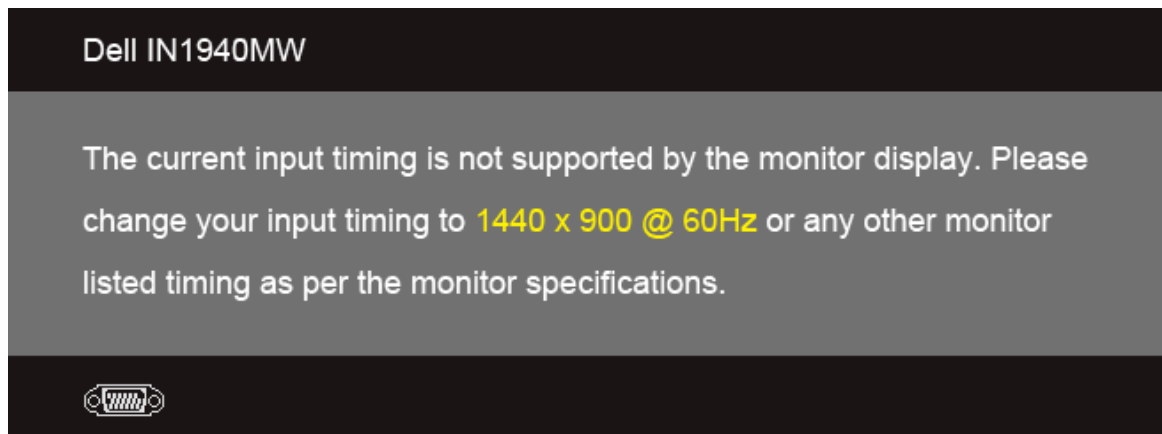 Dell IN1940MW
The current input timing is not supported by the monitor display. Please
change your input timing to 1440 x 900 @ 60Hz or any other monitor
listed timing as per the monitor specifications.